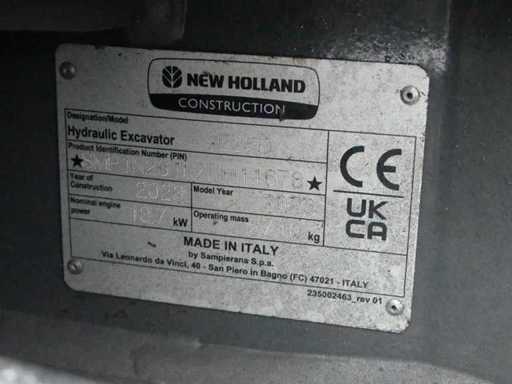 NEW HOLLAND
CONSTRUCTION
Designation/Model
Hydraulic Excavator
Product Identification Number (PIN)
Year of
Construction
Model Year
Nominal engine
power kW
Operating mass kg
CE
UK
CA
MADE IN ITALY
by Sampierana S.p.a.
Via Leonardo da Vinci, 40 - San Piero in Bagno (FC) 47021 - ITALY
235002463_rev 01